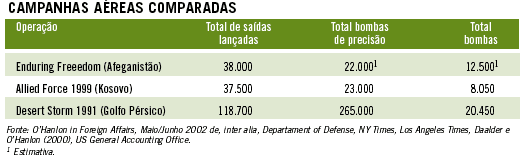 CAMPANHAS AÉREAS COMPARADAS
Operação Total de saídas lançadas Total bombas de precisão Total bombas
Enduring Freeedom (Afeganistão) 38.000 22.000¹ 12.500¹
Allied Force 1999 (Kosovo) 37.500 23.000 8.050
Desert Storm 1991 (Golfo Pérsico) 118.700 265.000 20.450
Fonte: O'Hanlon in Foreign Affairs, Maio/Junho 2002 de, inter alia, Departament of Defense, NY Times, Los Angeles Times, Daalder e
O'Hanlon (2000), US General Accounting Office.
¹ Estimativa.